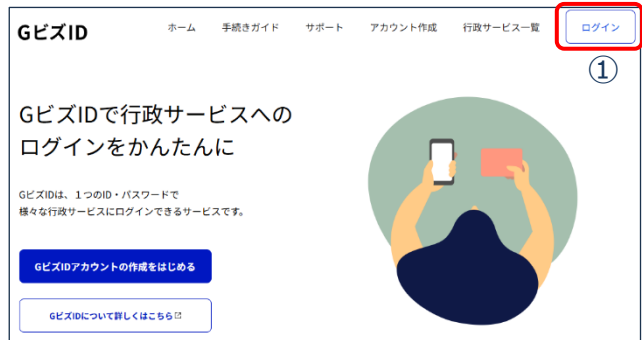 GビズID
ホーム 手続きガイド サポート アカウント作成 行政サービス一覧 ログイン
①
GビズIDで行政サービスへの
ログインをかんたんに
GビズIDは、1つのID・パスワードで
様々な行政サービスにログインできるサービスです。
GビズIDアカウントの作成をはじめる
GビズIDについて詳しくはこちら